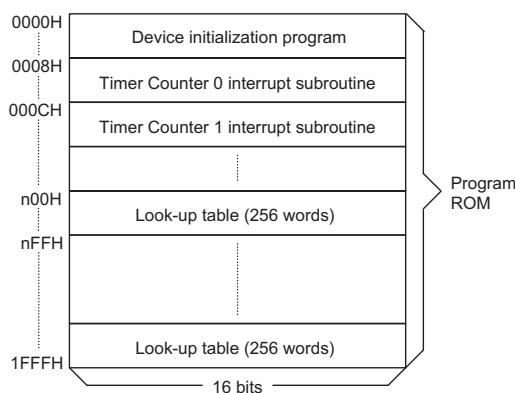 0000H
Device initialization program
0008H
Timer Counter 0 interrupt subroutine
000CH
Timer Counter 1 interrupt subroutine
n00H
Look-up table (256 words)
nFFH
Program
ROM
Look-up table (256 words)
1FFFH
16 bits